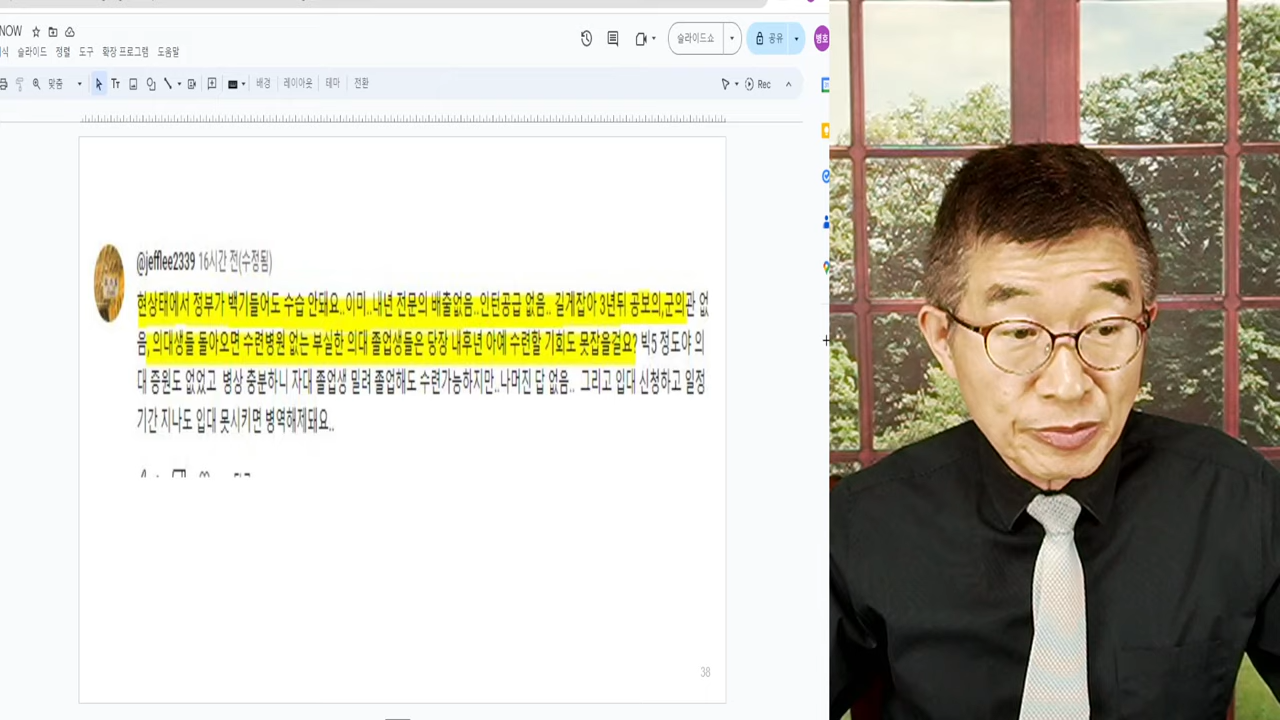 NOW
식 슬라이드 정렬 도구 확장 프로그램 도움말
슬라이드쇼
공유
병호
맞춤
Tт
배경 레이아웃 테마 전환
Rec
@jefflee2339 16시간 전(수정됨)
현상태에서 정부가 백기들어도 수습 안돼요..이미..내년 전문의 배출없음..인턴공급 없음.. 길게잡아 3년뒤 공보의,군의관 없
음, 의대생들 돌아오면 수련병원 없는 부실한 의대 졸업생들은 당장 내후년 아예 수련할 기회도 못잡을걸요? 빅5 정도야 의
대 증원도 없었고 병상 충분하니 자대 졸업생 밀려 졸업해도 수련가능하지만..나머진 답 없음.. 그리고 입대 신청하고 일정
기간 지나도 입대 못시키면 병역해제돼요..
38